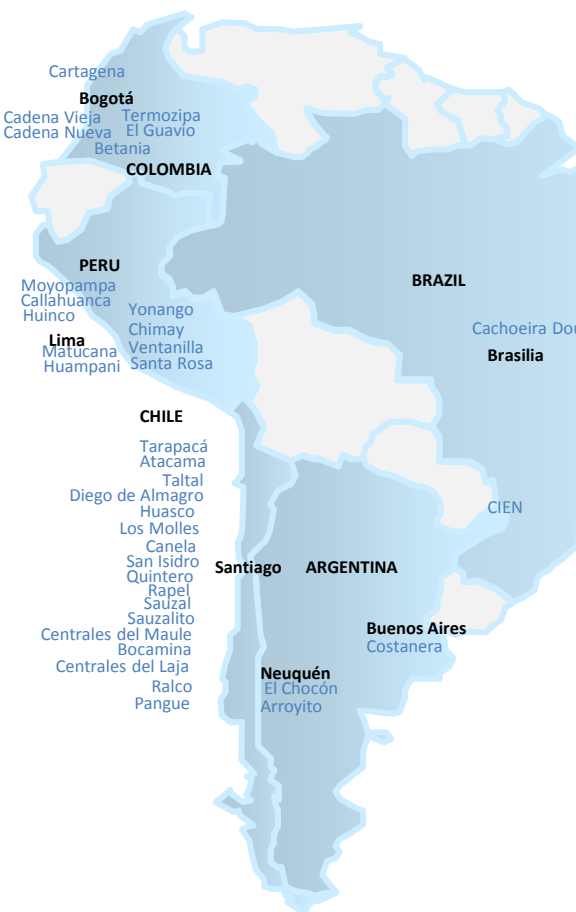 Cartagena
Bogotá
Cadena Vieja
Termozipa
Cadena Nueva
El Guavio
Betania
COLOMBIA
PERU
BRAZIL
Moyopampa
Callahuanca
Huinco
Yonango
Chimay
Lima
Matucana
Ventanilla
Huampani
Santa Rosa
Cachoeira Dou
Brasilia
CHILE
Tarapacá
Atacama
Taltal
Diego de Almagro
Huasco
Los Molles
Canela
San Isidro
Quintero
Rapel
Sauzal
Sauzalito
Centrales del Maule
Bocamina
Centrales del Laja
Ralco
Pangue
CIEN
Santiago
ARGENTINA
Buenos Aires
Costanera
Neuquén
El Chocón
Arroyito